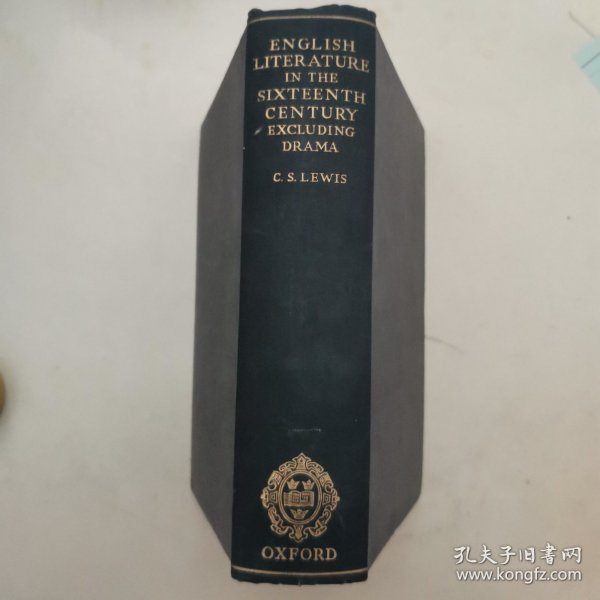 ENGLISH
LITERATURE
IN THE
SIXTEENTH
CENTURY
EXCLUDING
DRAMA
C. S. LEWIS
OXFORD
孔夫子旧书网
www.kongfz.com